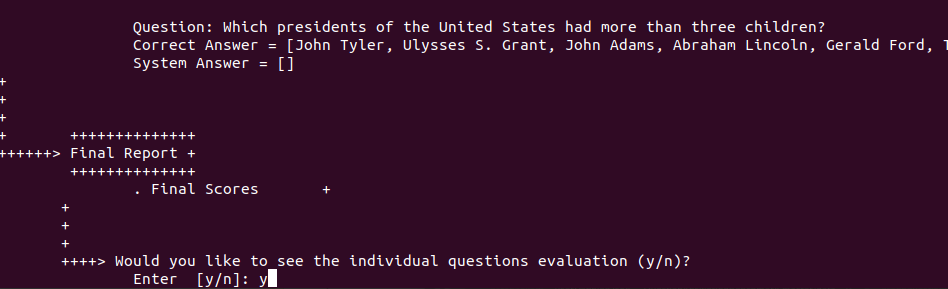 Question: Which presidents of the United States had more than three children?
Correct Answer = [John Tyler, Ulysses S. Grant, John Adams, Abraham Lincoln, Gerald Ford,
System Answer = []
+
+
+
+ ++++++++++++++
++++++> Final Report +
++++++++++++++
. Final Scores +
+
+
+
++++> Would you like to see the individual questions evaluation (y/n)?
Enter [y/n]: y